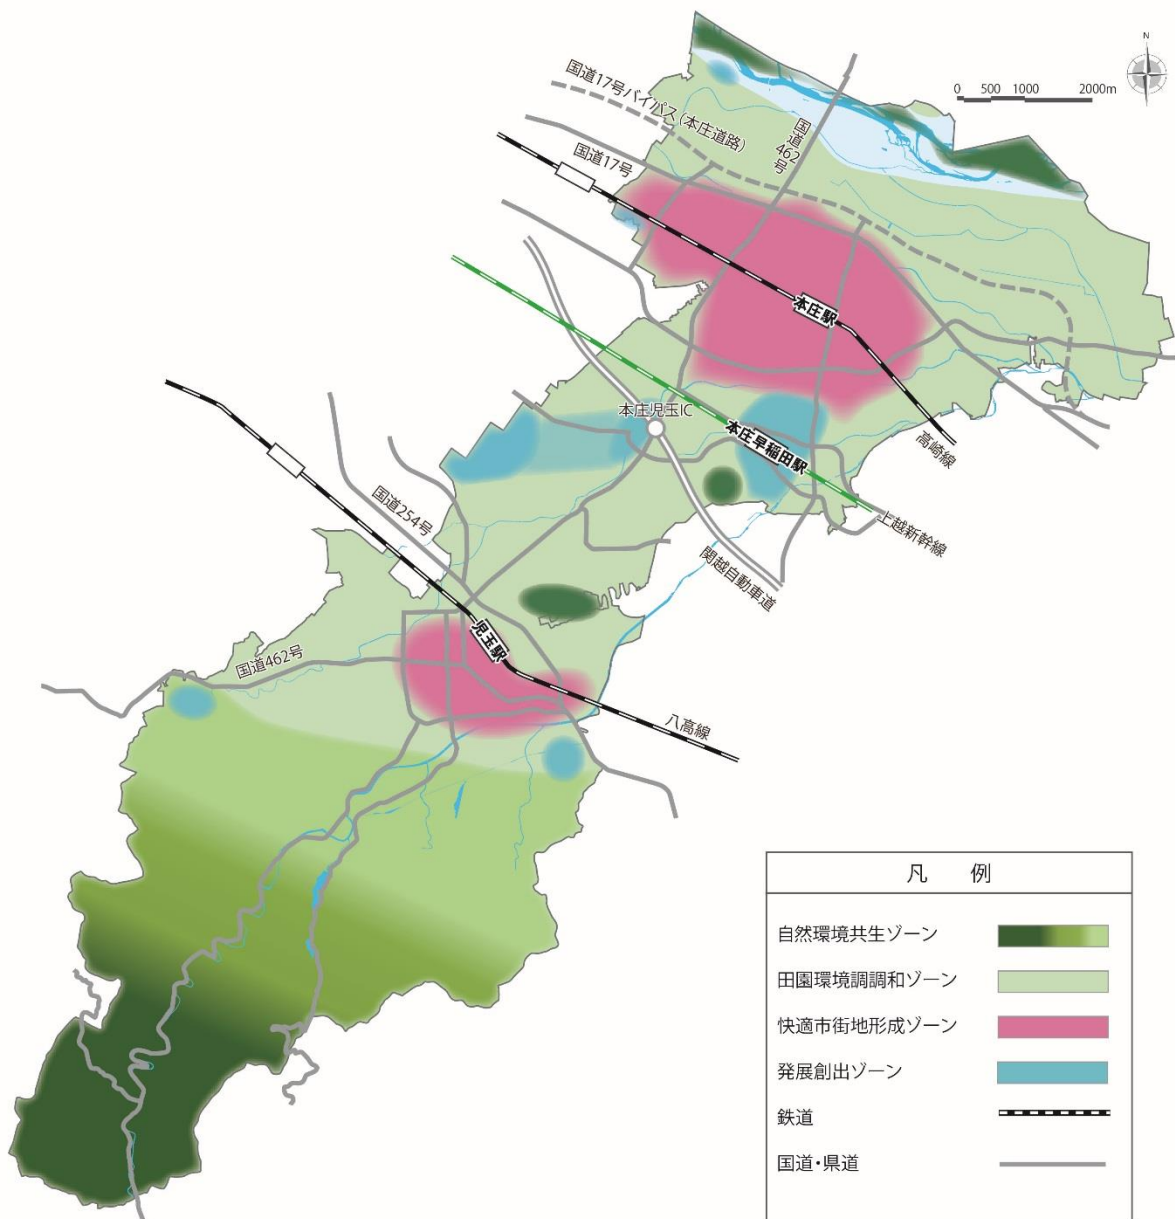 N
0 500 1000 2000m
国道17号バイパス(本庄道路)
国道462号
国道17号
本庄駅
本庄児玉IC
本庄早稲田駅
高崎線
上越新幹線
国道254号
関越自動車道
児玉駅
国道462号
八高線
凡 例
自然環境共生ゾーン
田園環境調調和ゾーン
快適市街地形成ゾーン
発展創出ゾーン
鉄道
国道・県道